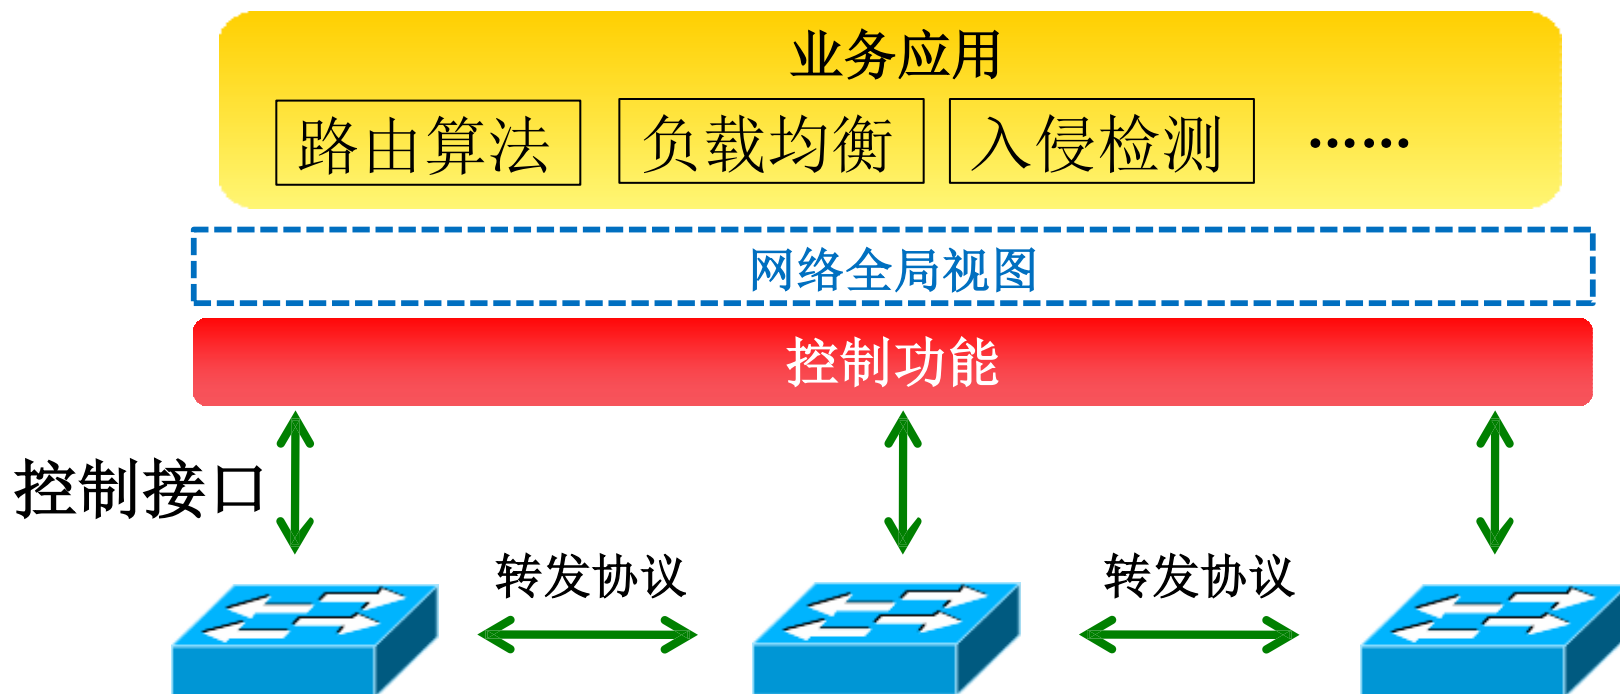 业务应用
路由算法 负载均衡 入侵检测 ······
网络全局视图
控制功能
控制接口
转发协议 转发协议